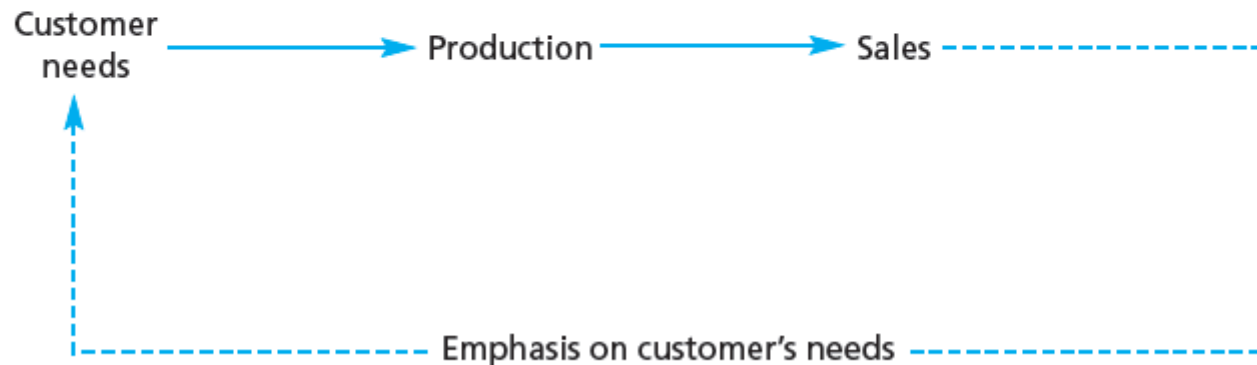 Customer
needs
Production
Sales
Emphasis on customer’s needs